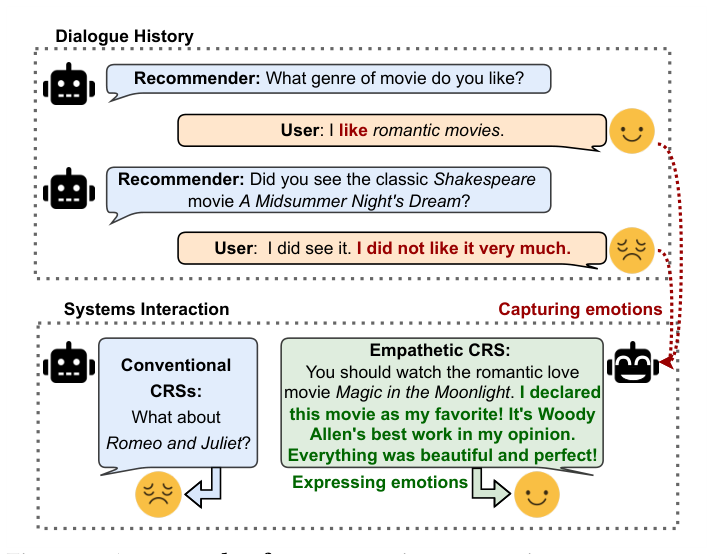 Dialogue History
Recommender: What genre of movie do you like?
User: I like romantic movies.
Recommender: Did you see the classic Shakespeare
movie A Midsummer Night's Dream?
User: I did see it. I did not like it very much.
Systems Interaction
Capturing emotions
Conventional
CRSs:
What about
Romeo and Juliet?
Empathetic CRS:
You should watch the romantic love
movie Magic in the Moonlight. I declared
this movie as my favorite! It's Woody
Allen's best work in my opinion.
Everything was beautiful and perfect!
Expressing emotions